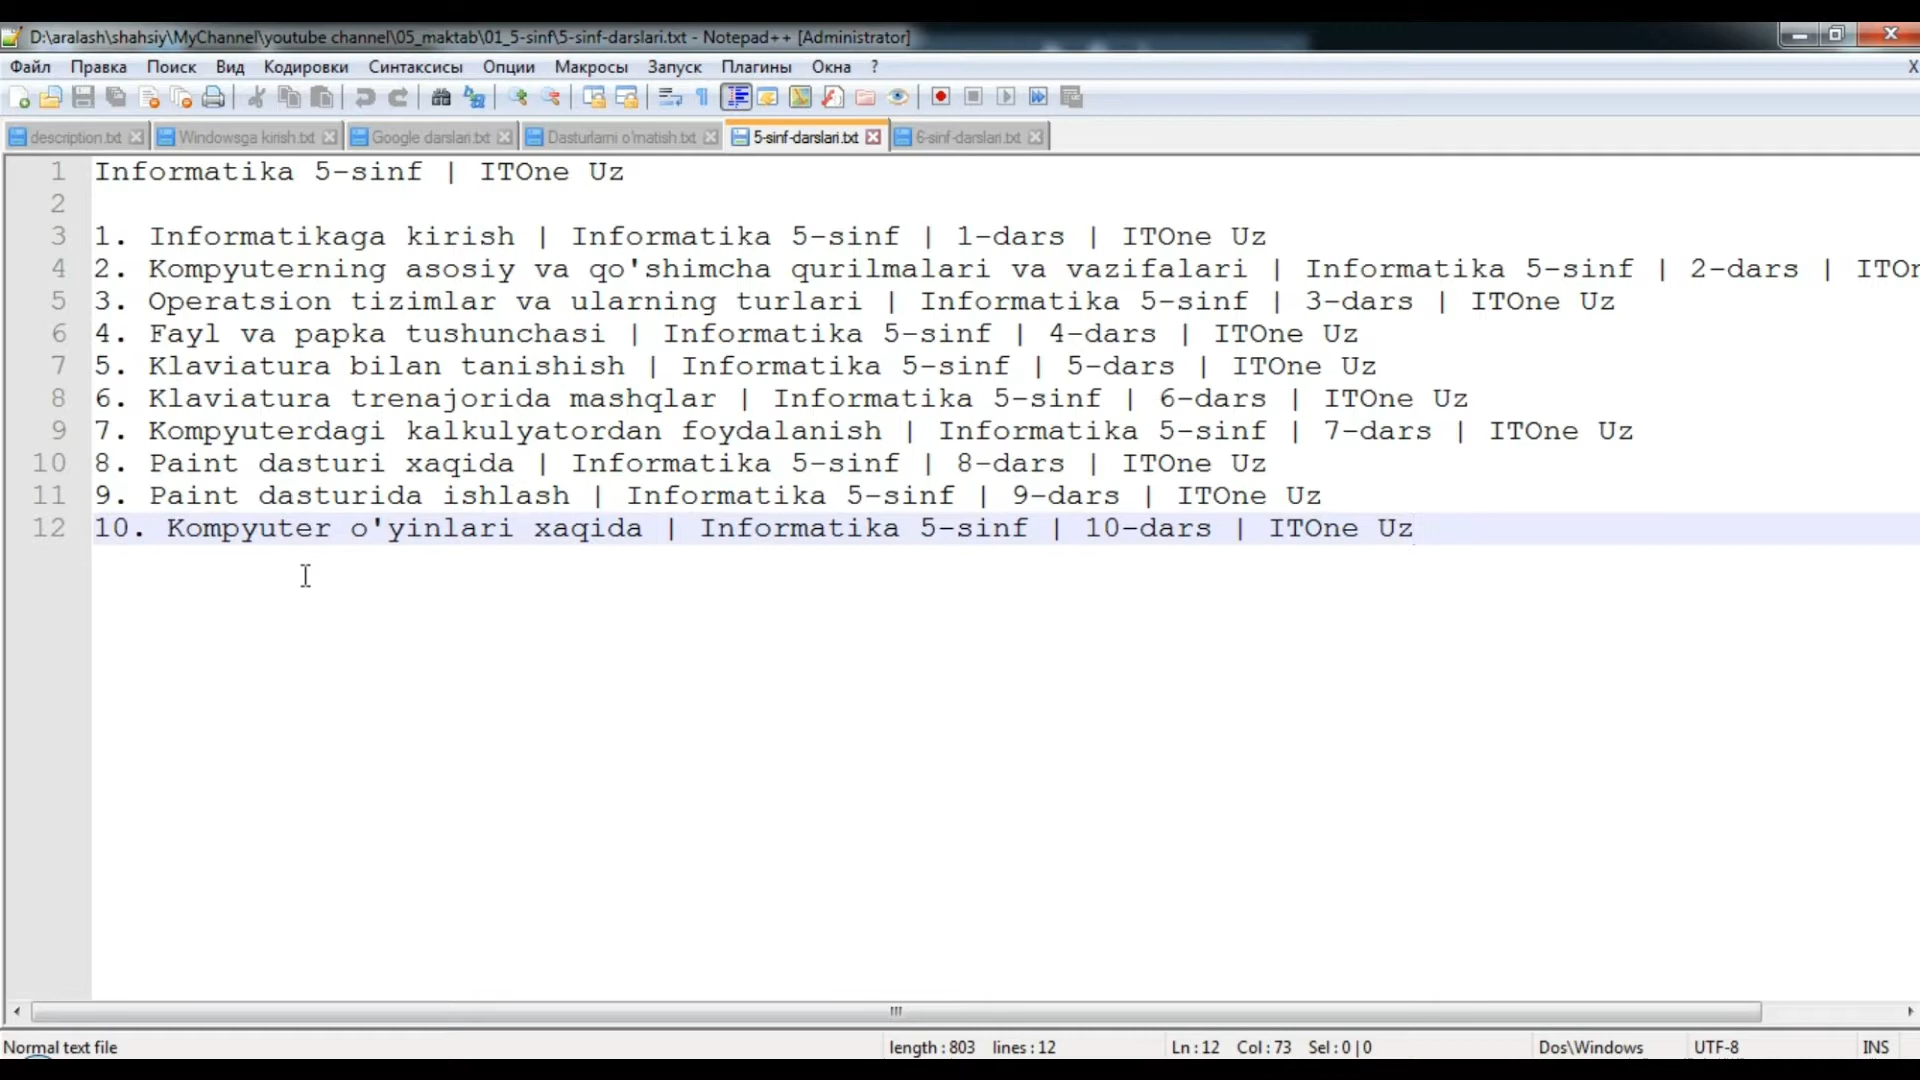 D:\aralash\shahsiy\MyChannel\youtube channel\05_maktab\01_5-sinf\5-sinf-darslari.txt - Notepad++ [Administrator]
Файл Правка Поиск Вид Кодировки Синтаксисы Опции Макросы Запуск Плагины Окна ? X
description.txt Windowsga kirish.txt Google darslari.txt Dasturlarni o'rnatish.txt 5-sinf-darslari.txt 6-sinf-darslari.txt
1 Informatika 5-sinf | ITOne Uz
2
3 1. Informatikaga kirish | Informatika 5-sinf | 1-dars | ITOne Uz
4 2. Kompyuterning asosiy va qo'shimcha qurilmalari va vazifalari | Informatika 5-sinf | 2-dars | ITOn
5 3. Operatsion tizimlar va ularning turlari | Informatika 5-sinf | 3-dars | ITOne Uz
6 4. Fayl va papka tushunchasi | Informatika 5-sinf | 4-dars | ITOne Uz
7 5. Klaviatura bilan tanishish | Informatika 5-sinf | 5-dars | ITOne Uz
8 6. Klaviatura trenajorida mashqlar | Informatika 5-sinf | 6-dars | ITOne Uz
9 7. Kompyuterdagi kalkulyatordan foydalanish | Informatika 5-sinf | 7-dars | ITOne Uz
10 8. Paint dasturi xaqida | Informatika 5-sinf | 8-dars | ITOne Uz
11 9. Paint dasturida ishlash | Informatika 5-sinf | 9-dars | ITOne Uz
12 10. Kompyuter o'yinlari xaqida | Informatika 5-sinf | 10-dars | ITOne Uz
Normal text file length : 803 lines : 12 Ln : 12 Col : 73 Sel : 0 | 0 Dos\Windows UTF-8 INS